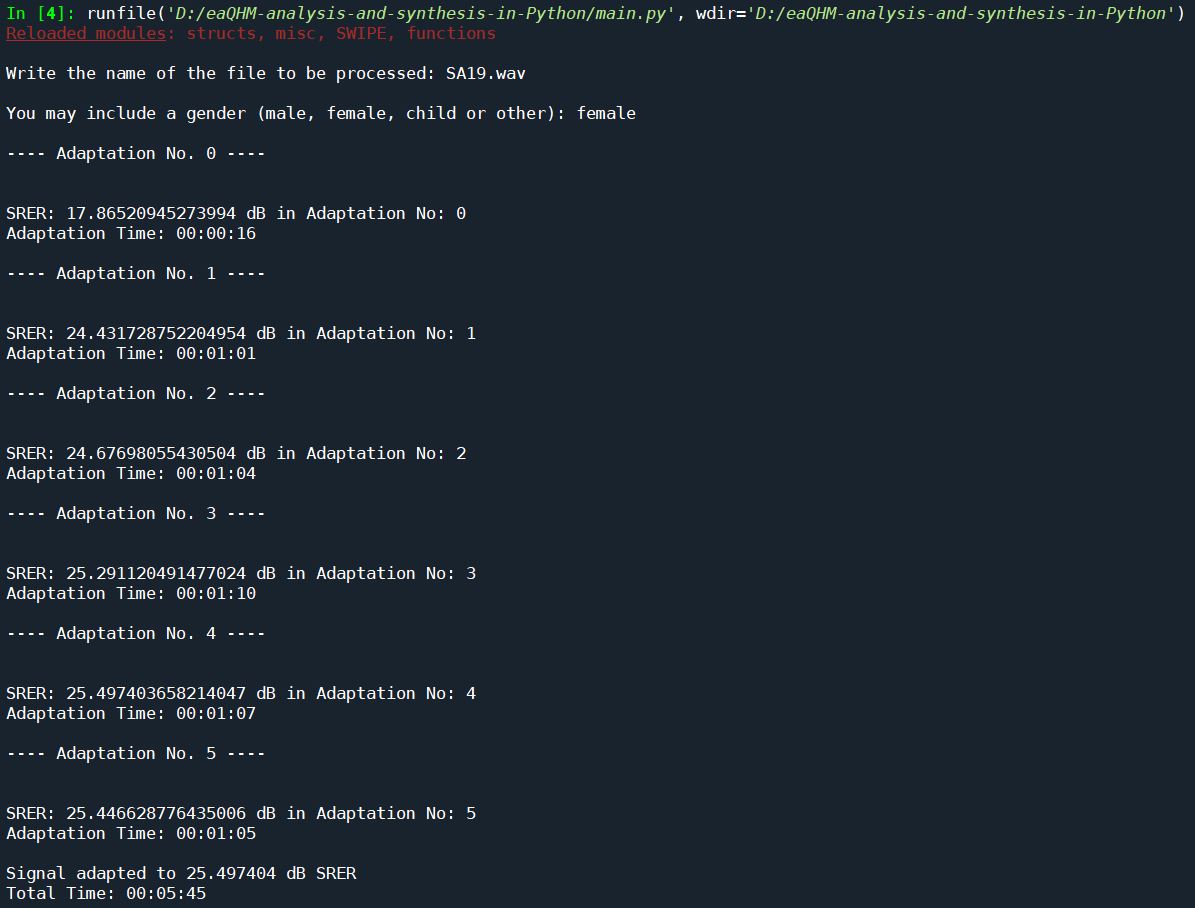 In [4]: runfile('D:/eaQHM-analysis-and-synthesis-in-Python/main.py', wdir='D:/eaQHM-analysis-and-synthesis-in-Python')
Reloaded modules: structs, misc, SWIPE, functions
Write the name of the file to be processed: SA19.wav
You may include a gender (male, female, child or other): female
---- Adaptation No. 0 ----
SRER: 17.86520945273994 dB in Adaptation No: 0
Adaptation Time: 00:00:16
---- Adaptation No. 1 ----
SRER: 24.431728752204954 dB in Adaptation No: 1
Adaptation Time: 00:01:01
---- Adaptation No. 2 ----
SRER: 24.67698055430504 dB in Adaptation No: 2
Adaptation Time: 00:01:04
---- Adaptation No. 3 ----
SRER: 25.291120491477024 dB in Adaptation No: 3
Adaptation Time: 00:01:10
---- Adaptation No. 4 ----
SRER: 25.497403658214047 dB in Adaptation No: 4
Adaptation Time: 00:01:07
---- Adaptation No. 5 ----
SRER: 25.446628776435006 dB in Adaptation No: 5
Adaptation Time: 00:01:05
Signal adapted to 25.497404 dB SRER
Total Time: 00:05:45